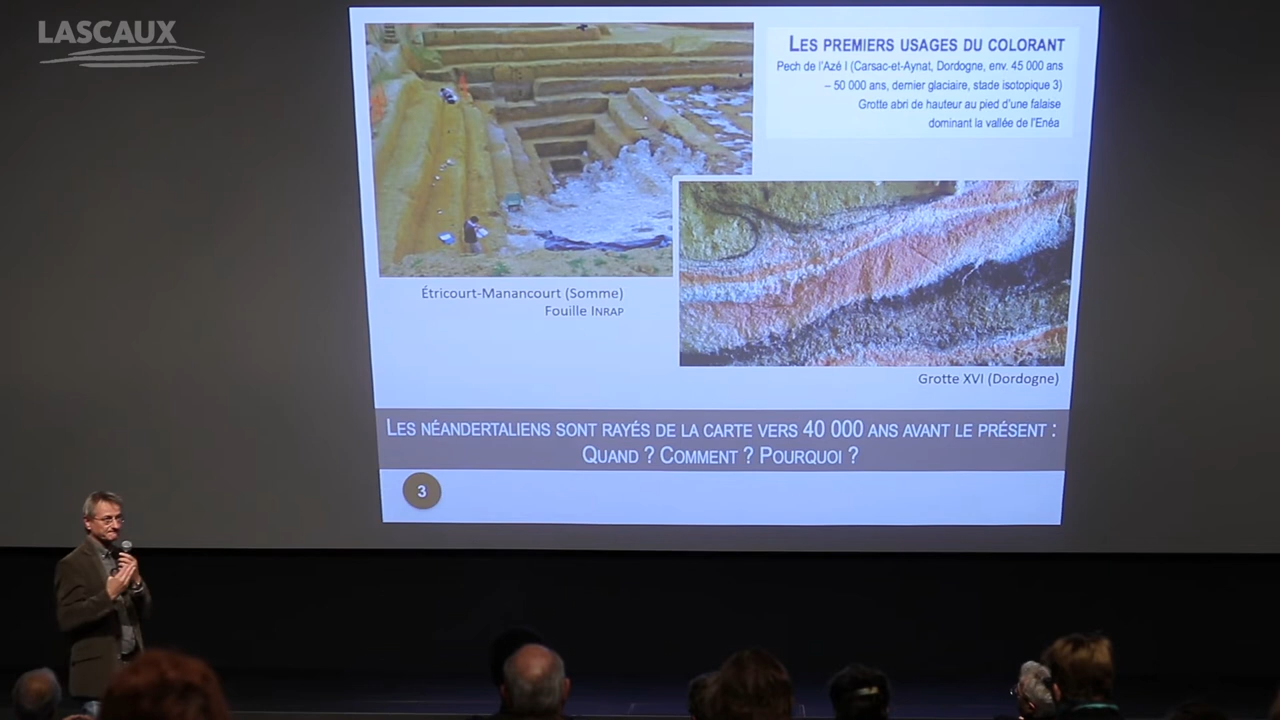 LASCAUX
LES PREMIERS USAGES DU COLORANT
Pech de l'Azé I (Carsac-et-Aynat, Dordogne, env. 45 000 ans
– 50 000 ans, dernier glaciaire, stade isotopique 3)
Grotte abri de hauteur au pied d'une falaise
dominant la vallée de l'Enéa
Étricourt-Manancourt (Somme)
Fouille INRAP
Grotte XVI (Dordogne)
LES NÉANDERTALIENS SONT RAYÉS DE LA CARTE VERS 40 000 ANS AVANT LE PRÉSENT :
QUAND ? COMMENT ? POURQUOI ?
3